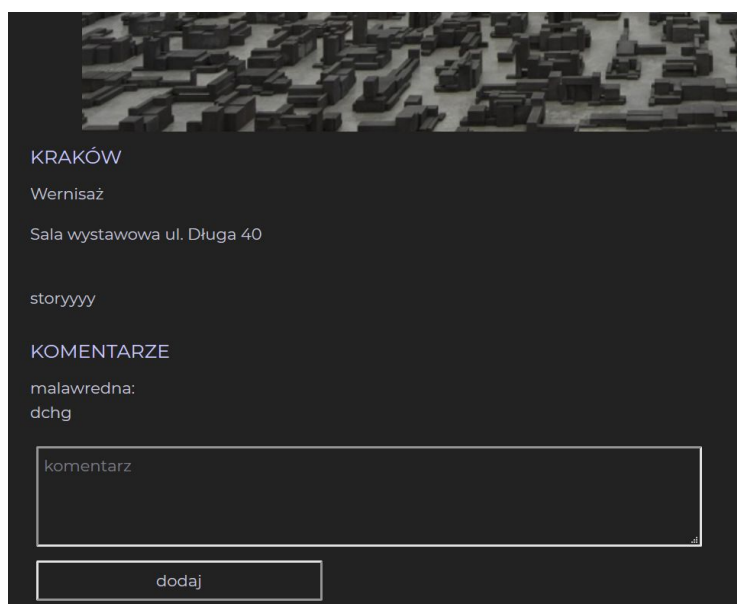 KRAKÓW
Wernisaż
Sala wystawowa ul. Długa 40
storyyyy
KOMENTARZE
malawredna:
dchg
komentarz
dodaj